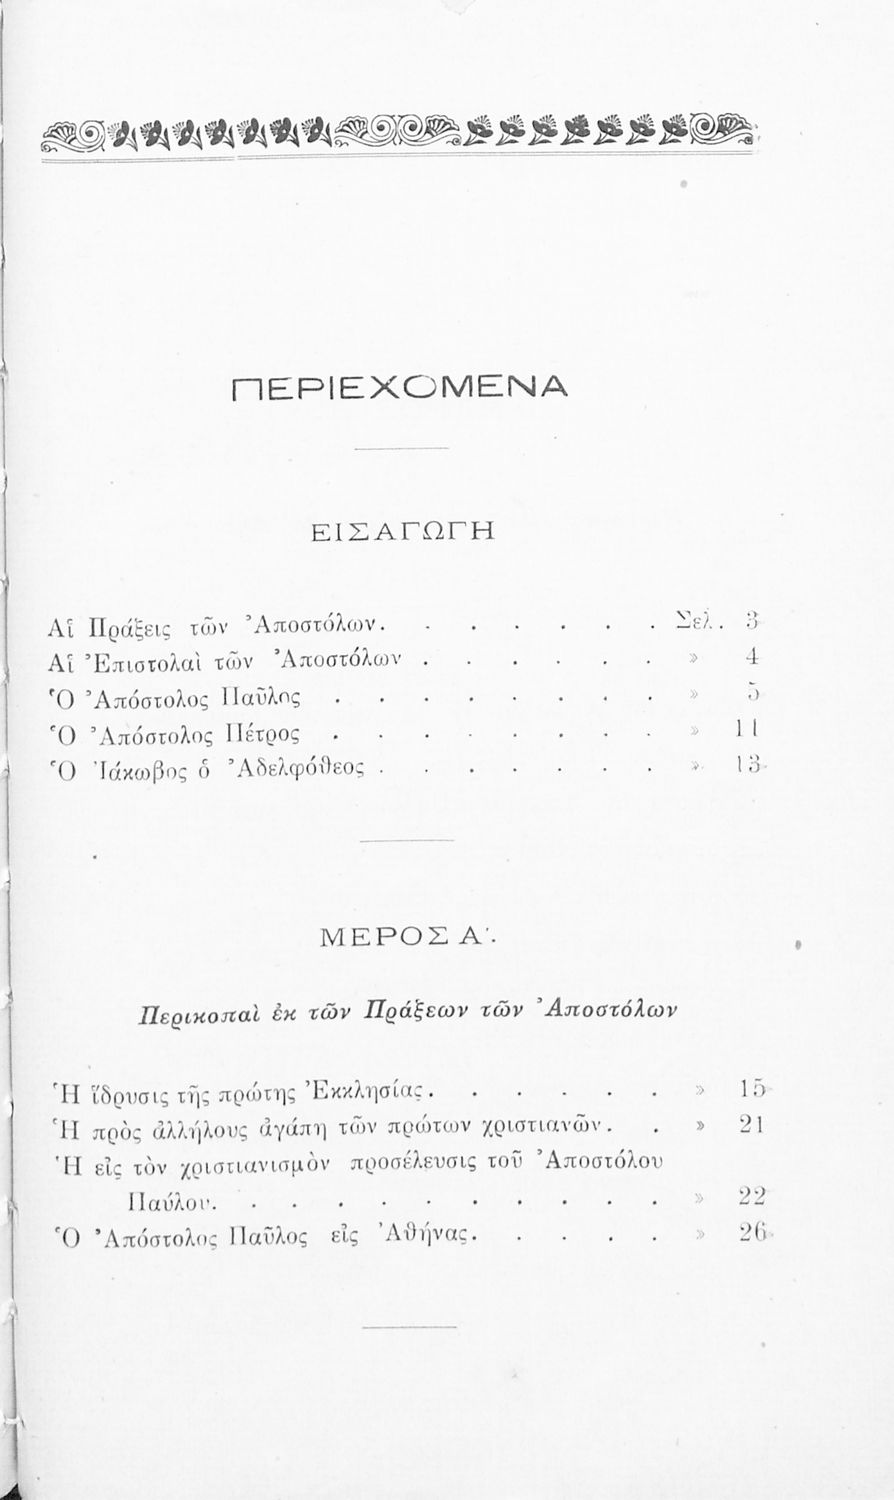 ΠΕΡΙΕΧΟΜΕΝΑ
ΕΙΣΑΓΩΓΗ
Αἱ Πράξεις τῶν Ἀποστόλων. . . . . . . Σελ. 3
Αἱ Ἐπιστολαὶ τῶν Ἀποστόλων . . . . . . » 4
Ὁ Ἀπόστολος Παῦλος . . . . . . . . » 5
Ὁ Ἀπόστολος Πέτρος . . . . . . . . » 11
Ὁ Ἰάκωβος ὁ Ἀδελφόθεος . . . . . . . » 13
ΜΕΡΟΣ Α΄.
Περικοπαὶ ἐκ τῶν Πράξεων τῶν Ἀποστόλων
Ἡ ἵδρυσις τῆς πρώτης Ἐκκλησίας. . . . . . » 15
Ἡ πρὸς ἀλλήλους ἀγάπη τῶν πρώτων χριστιανῶν. . » 21
Ἡ εἰς τὸν χριστιανισμὸν προσέλευσις τοῦ Ἀποστόλου
Παύλου. . . . . . . . . . . » 22
Ὁ Ἀπόστολος Παῦλος εἰς Ἀθήνας. . . . . » 26